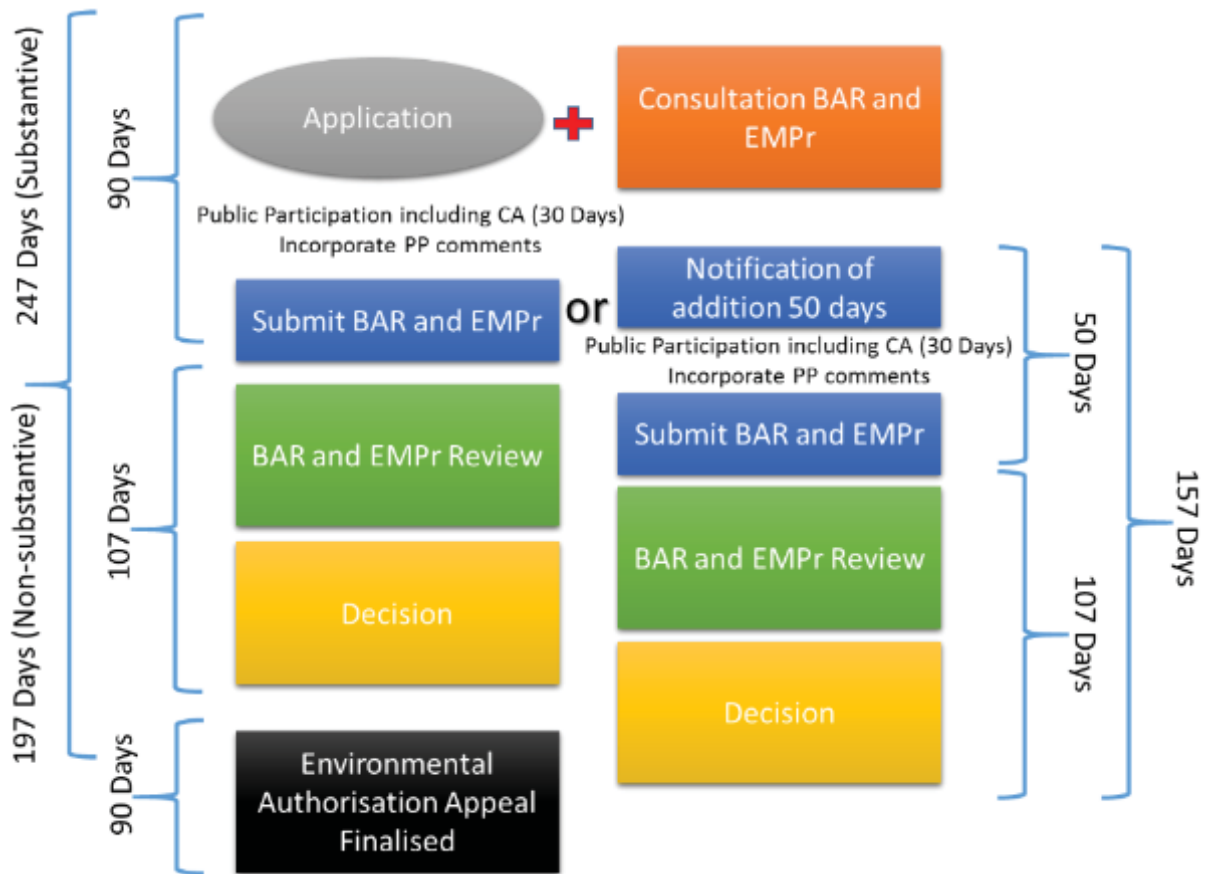 247 Days (Substantive)
197 Days (Non-substantive)
90 Days
Application
Consultation BAR and
EMPr
Public Participation including CA (30 Days)
Incorporate PP comments
Submit BAR and EMPr
or
Notification of
addition 50 days
Public Participation including CA (30 Days)
Incorporate PP comments
Submit BAR and EMPr
50 Days
157 Days
107 Days
BAR and EMPr Review
Decision
BAR and EMPr Review
Decision
107 Days
90 Days
Environmental
Authorisation Appeal
Finalised